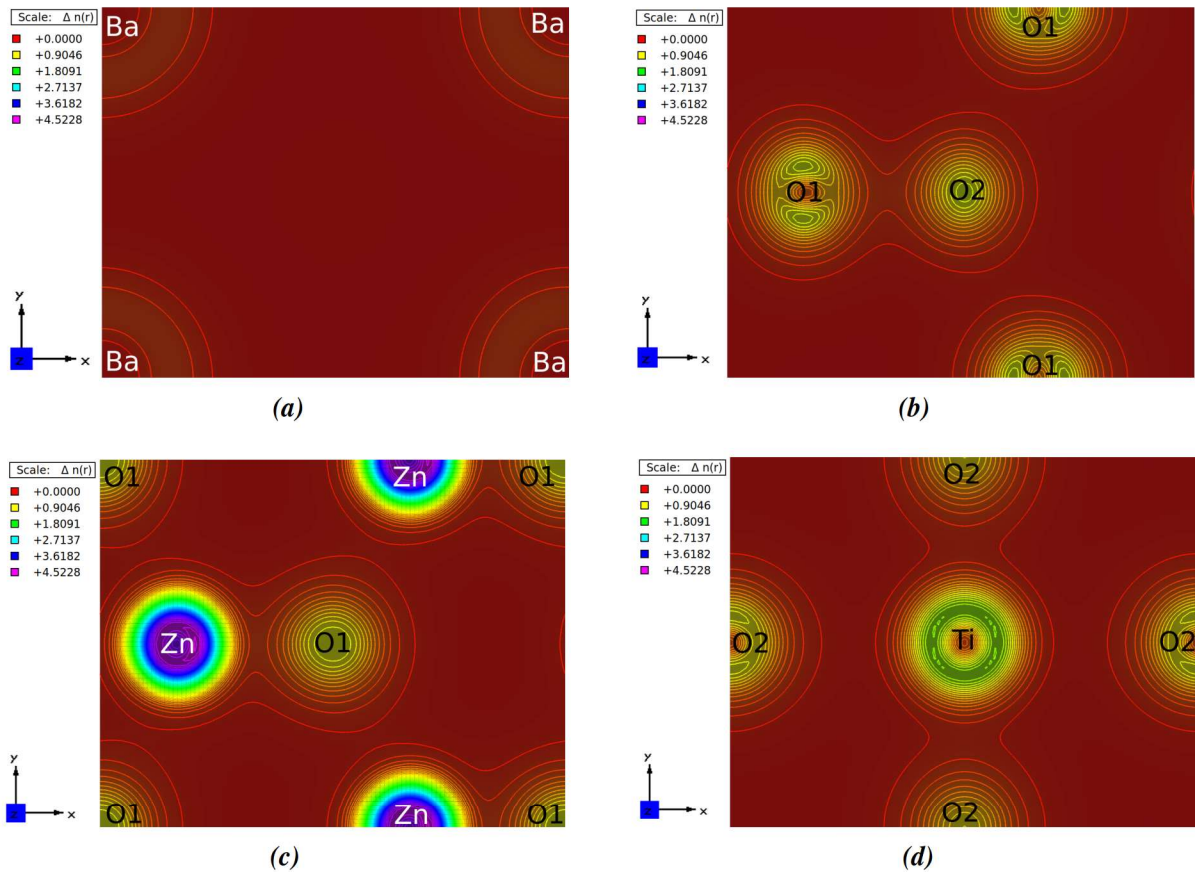 Scale: Δ n(r)
+0.0000
+0.9046
+1.8091
+2.7137
+3.6182
+4.5228
Ba
Ba
Ba
Ba
Y
Z
X
(a)
Scale: Δ n(r)
+0.0000
+0.9046
+1.8091
+2.7137
+3.6182
+4.5228
O1
O1
O2
O1
Y
Z
X
(b)
Scale: Δ n(r)
+0.0000
+0.9046
+1.8091
+2.7137
+3.6182
+4.5228
O1
Zn
O1
Zn
O1
O1
Zn
O1
Y
Z
X
(c)
Scale: Δ n(r)
+0.0000
+0.9046
+1.8091
+2.7137
+3.6182
+4.5228
O2
O2
Ti
O2
O2
Y
Z
X
(d)